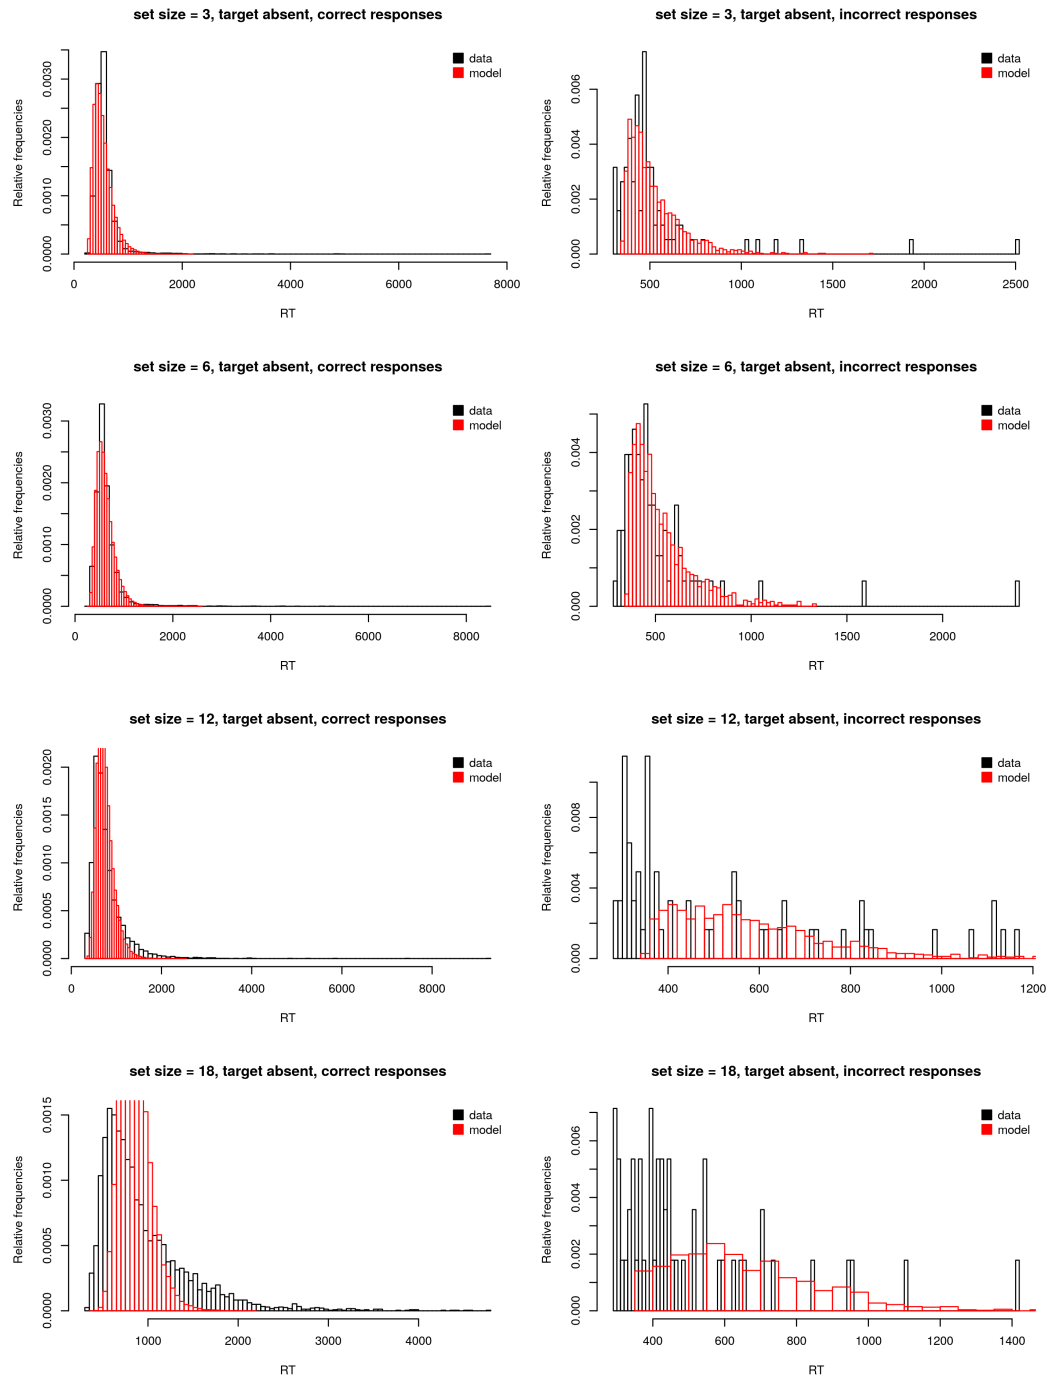 set size = 3, target absent, correct responses
data
model
Relative frequencies
0.0000 0.0010 0.0020 0.0030
0 2000 4000 6000 8000
RT
set size = 3, target absent, incorrect responses
data
model
Relative frequencies
0.000 0.002 0.004 0.006
500 1000 1500 2000 2500
RT
set size = 6, target absent, correct responses
data
model
Relative frequencies
0.0000 0.0010 0.0020 0.0030
0 2000 4000 6000 8000
RT
set size = 6, target absent, incorrect responses
data
model
Relative frequencies
0.000 0.002 0.004
500 1000 1500 2000
RT
set size = 12, target absent, correct responses
data
model
Relative frequencies
0.0000 0.0005 0.0010 0.0015 0.0020
0 2000 4000 6000 8000
RT
set size = 12, target absent, incorrect responses
data
model
Relative frequencies
0.000 0.004 0.008
400 600 800 1000 1200
RT
set size = 18, target absent, correct responses
data
model
Relative frequencies
0.0000 0.0005 0.0010 0.0015
1000 2000 3000 4000
RT
set size = 18, target absent, incorrect responses
data
model
Relative frequencies
0.000 0.002 0.004 0.006
400 600 800 1000 1200 1400
RT